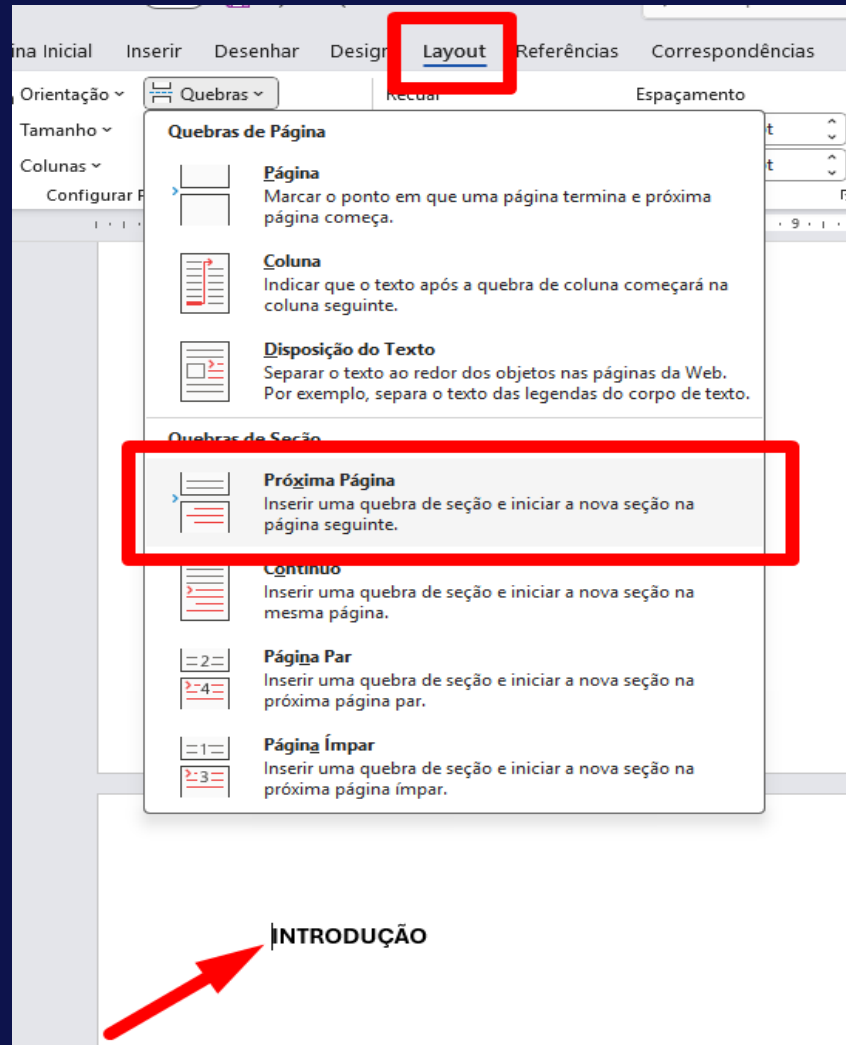 ina Inicial Inserir Desenhar Design Layout Referências Correspondências
Orientação Quebras Recuar Espaçamento
Tamanho
Colunas
Configurar P
Quebras de Página
Página
Marcar o ponto em que uma página termina e próxima
página começa.
Coluna
Indicar que o texto após a quebra de coluna começará na
coluna seguinte.
Disposição do Texto
Separar o texto ao redor dos objetos nas páginas da Web.
Por exemplo, separa o texto das legendas do corpo de texto.
Quebras de Seção
Próxima Página
Inserir uma quebra de seção e iniciar a nova seção na
página seguinte.
Contínuo
Inserir uma quebra de seção e iniciar a nova seção na
mesma página.
=2=
=4=
Página Par
Inserir uma quebra de seção e iniciar a nova seção na
próxima página par.
=1=
=3=
Página Ímpar
Inserir uma quebra de seção e iniciar a nova seção na
próxima página ímpar.
9
INTRODUÇÃO